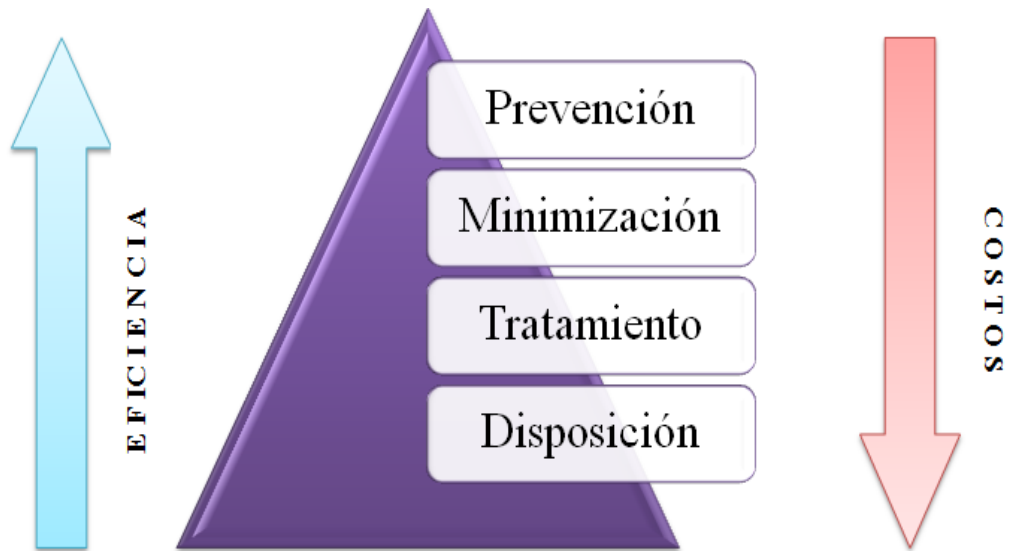 Prevención
Minimización
Tratamiento
Disposición
EFICIENCIA
COSTOS